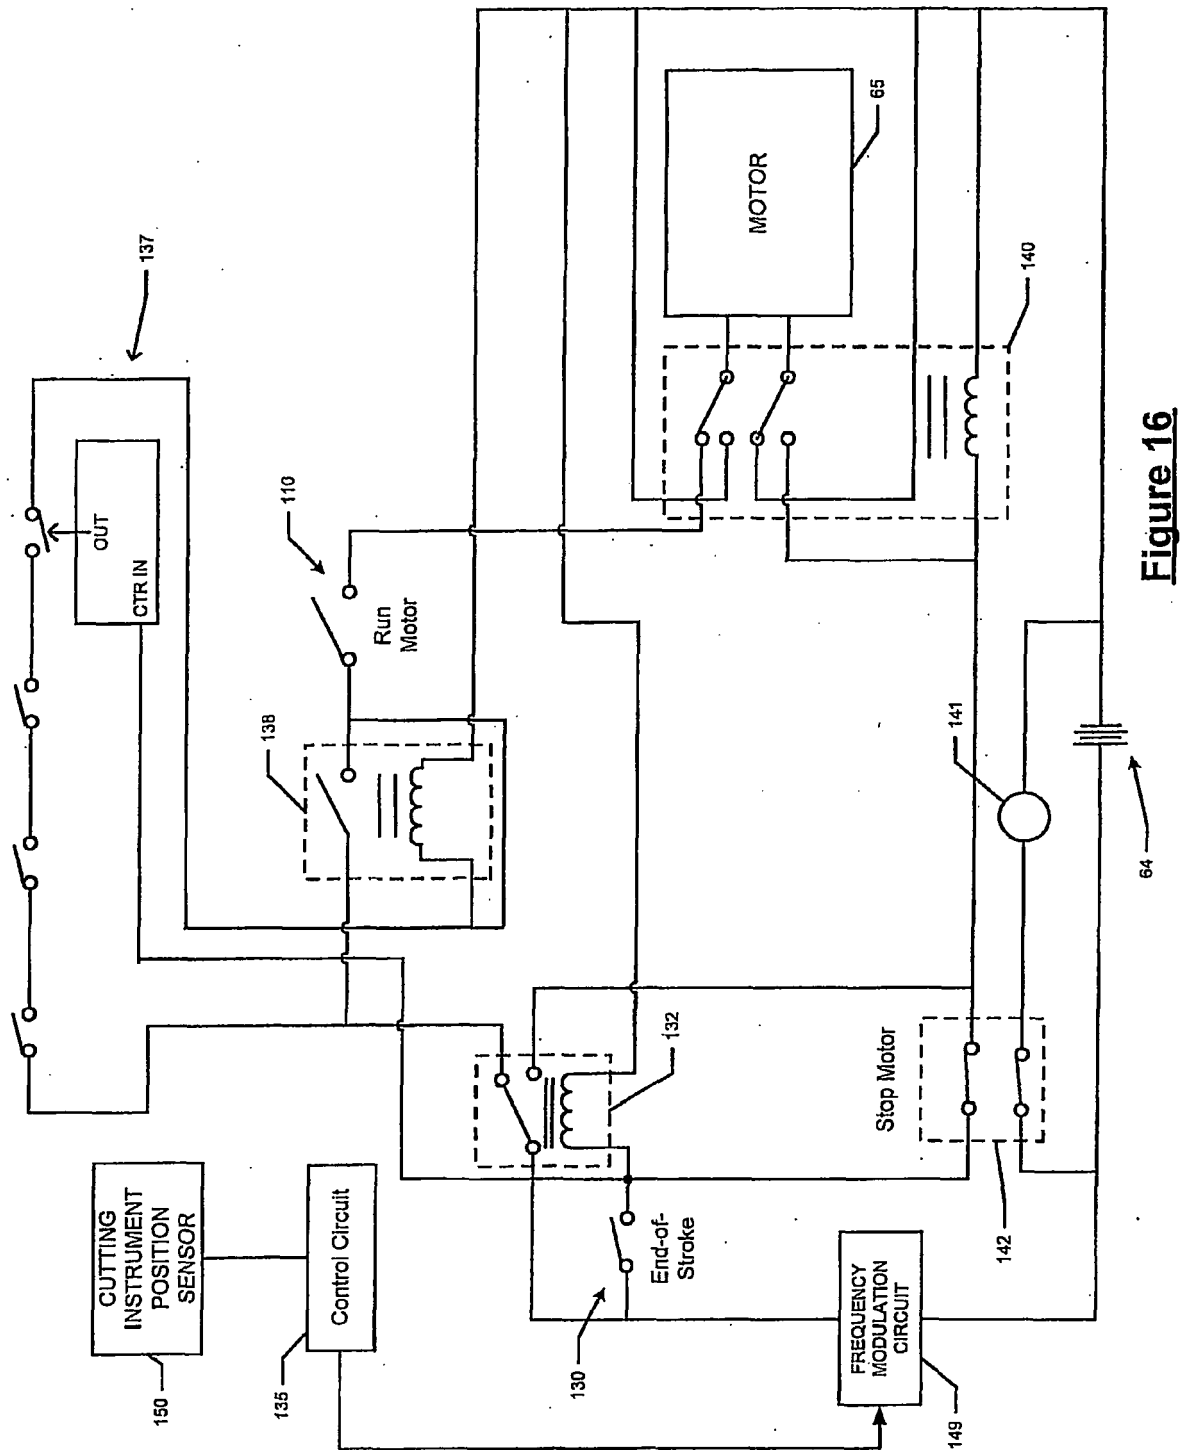 CUTTING
INSTRUMENT
POSITION
SENSOR
150
Control Circuit
135
137
OUT
CTR IN
138
110
Run
Motor
132
End-of-
Stroke
130
FREQUENCY
MODULATION
CIRCUIT
149
Stop Motor
142
141
64
140
MOTOR
65
Figure 16